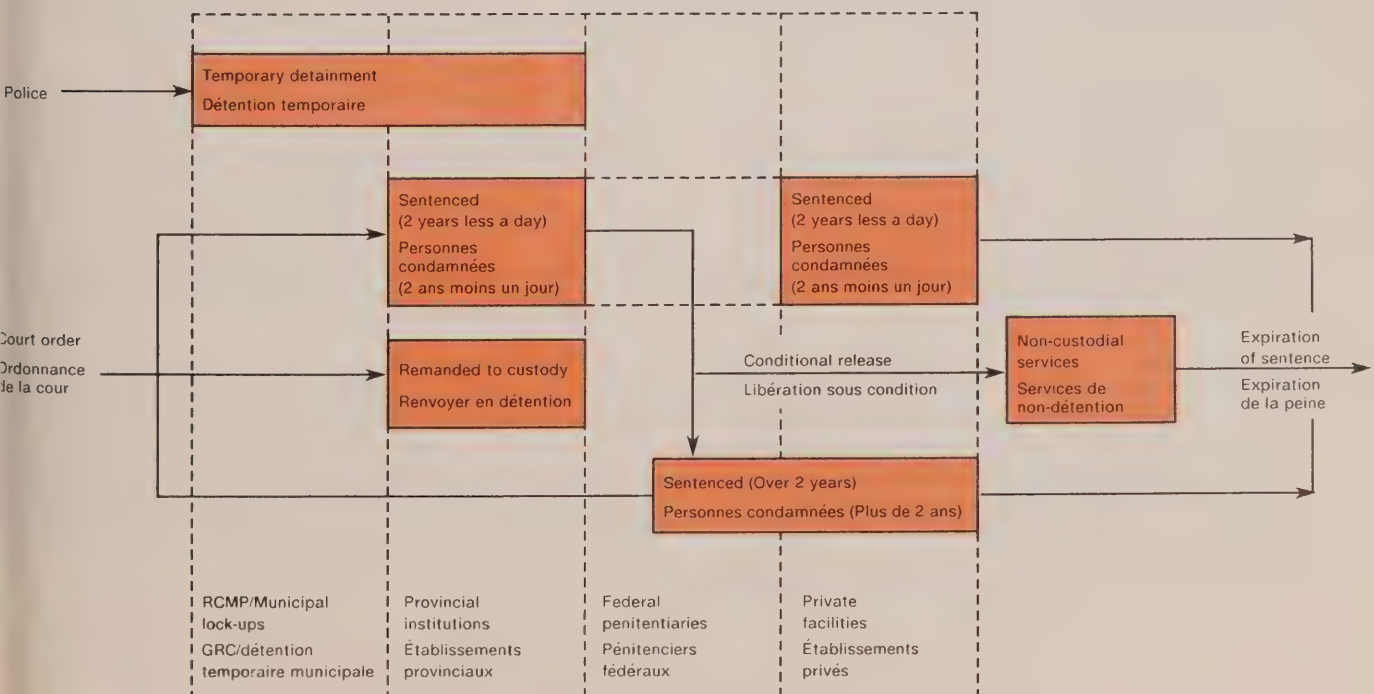 Police
Temporary detainment
Détention temporaire
Sentenced
(2 years less a day)
Personnes
condamnées
(2 ans moins un jour)
Sentenced
(2 years less a day)
Personnes
condamnées
(2 ans moins un jour)
Court order
Ordonnance
de la cour
Remanded to custody
Renvoyer en détention
Conditional release
Libération sous condition
Non-custodial
services
Services de
non-détention
Expiration
of sentence
Expiration
de la peine
Sentenced (Over 2 years)
Personnes condamnées (Plus de 2 ans)
RCMP/Municipal
lock-ups
GRC/détention
temporaire municipale
Provincial
institutions
Établissements
provinciaux
Federal
penitentiaries
Pénitenciers
fédéraux
Private
facilities
Établissements
privés